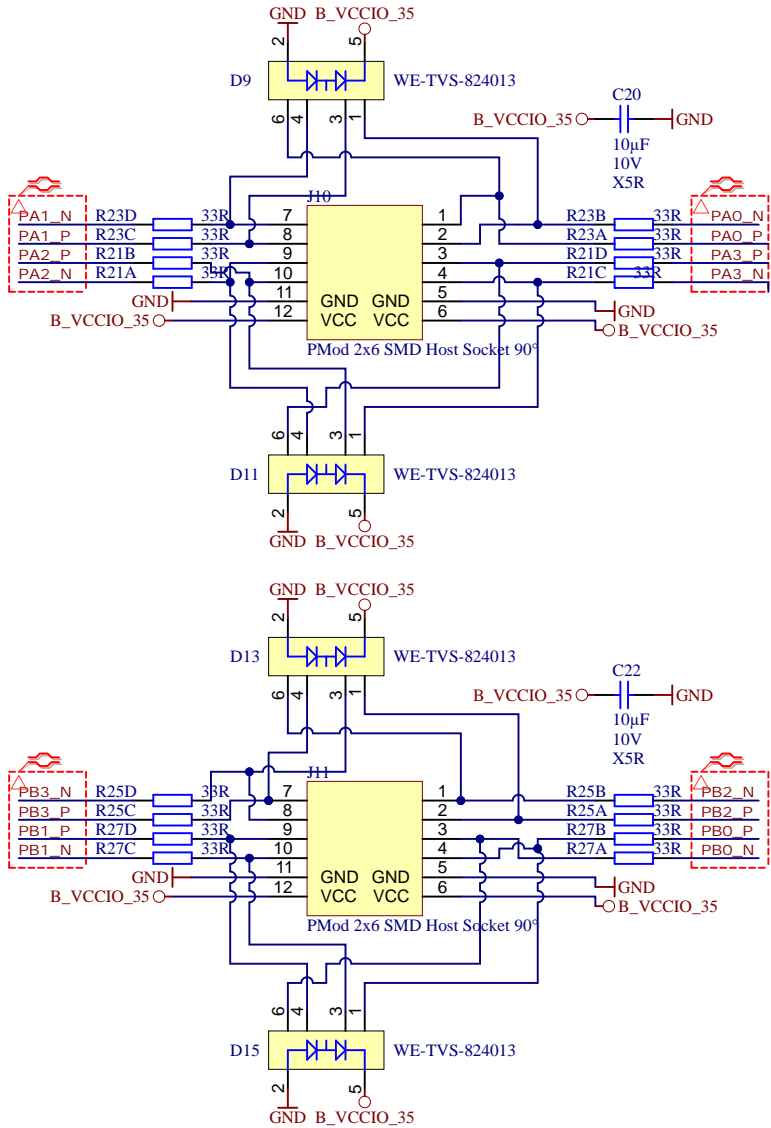 GND B_VCCIO_35
2 5
D9 WE-TVS-824013
6 4 3 1
C20
B_VCCIO_35 GND
10µF
10V
X5R
J10
PA1_N R23D 33R 7 1 R23B 33R PA0_N
PA1_P R23C 33R 8 2 R23A 33R PA0_P
PA2_P R21B 33R 9 3 R21D 33R PA3_P
PA2_N R21A 33R 10 4 R21C 33R PA3_N
GND 11 GND GND 5 GND
B_VCCIO_35 12 VCC VCC 6 B_VCCIO_35
PMod 2x6 SMD Host Socket 90°
6 4 3 1
D11 WE-TVS-824013
2 5
GND B_VCCIO_35
GND B_VCCIO_35
2 5
D13 WE-TVS-824013
6 4 3 1
C22
B_VCCIO_35 GND
10µF
10V
X5R
J11
PB3_N R25D 33R 7 1 R25B 33R PB2_N
PB3_P R25C 33R 8 2 R25A 33R PB2_P
PB1_P R27D 33R 9 3 R27B 33R PB0_P
PB1_N R27C 33R 10 4 R27A 33R PB0_N
GND 11 GND GND 5 GND
B_VCCIO_35 12 VCC VCC 6 B_VCCIO_35
PMod 2x6 SMD Host Socket 90°
6 4 3 1
D15 WE-TVS-824013
2 5
GND B_VCCIO_35